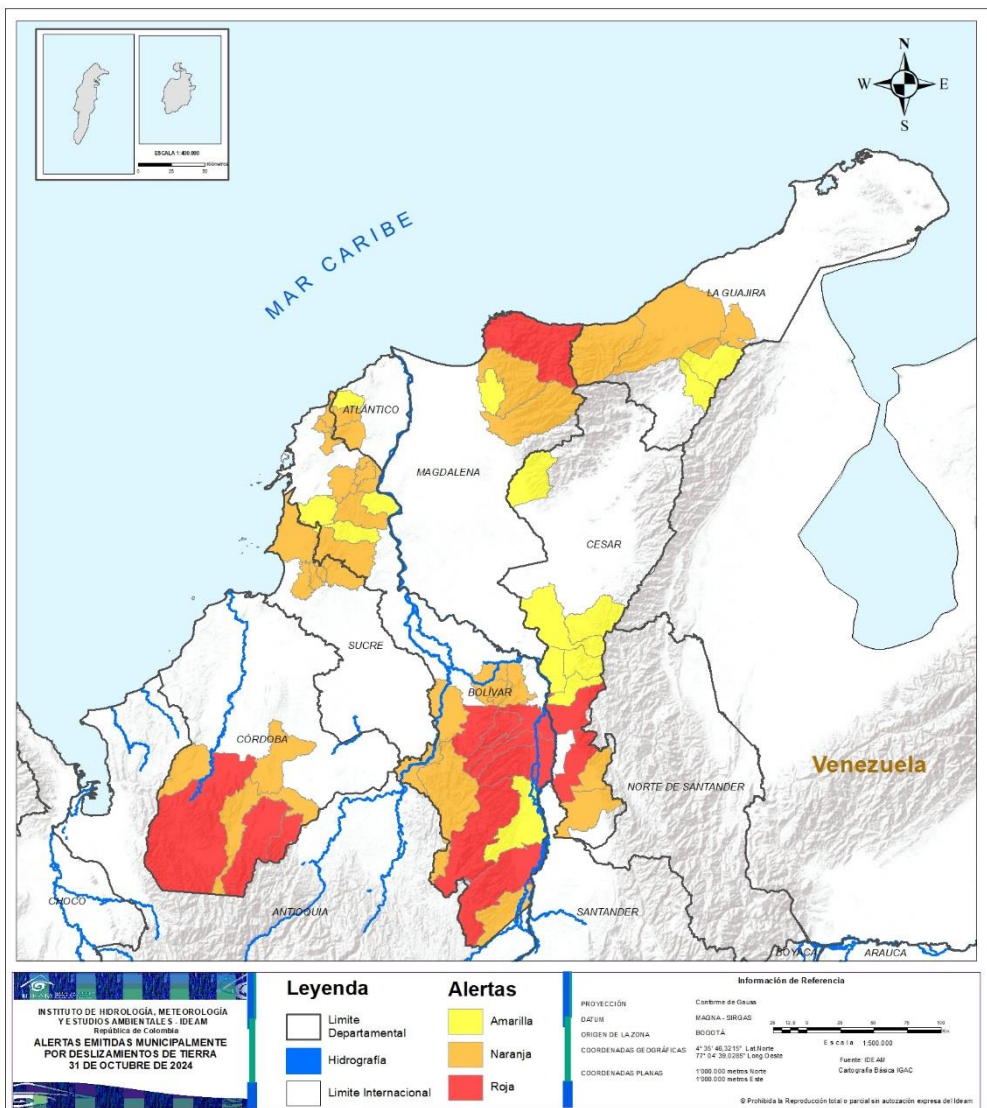 ESCALA 1:400.000
N
W
E
S
MAR CARIBE
LA GUAJIRA
ATLÁNTICO
MAGDALENA
CESAR
SUCRE
BOLÍVAR
CÓRDOBA
Venezuela
NORTE DE SANTANDER
CHOCO
ANTIOQUIA
SANTANDER
BOYACÁ
ARAUCA
INSTITUTO DE HIDROLOGÍA, METEOROLOGÍA
Y ESTUDIOS AMBIENTALES - IDEAM
República de Colombia
ALERTAS EMITIDAS MUNICIPALMENTE
POR DESLIZAMIENTOS DE TIERRA
31 DE OCTUBRE DE 2024
Leyenda
Limite
Departamental
Hidrografía
Limite Internacional
Alertas
Amarilla
Naranja
Roja
Información de Referencia
PROYECCIÓN Conforme de Gauss
DATUM MAGNA - SIRGAS
ORIGEN DE LA ZONA BOGOTÁ
COORDENADAS GEOGRÁFICAS 4° 35' 46,3215" Lat.Norte
77° 04' 39,0285" Long Oeste
COORDENADAS PLANAS 1'000.000 metros Norte
1'000.000 metros Este
Escala 1:500.000
Fuente: IDEAM
Cartografía Básica IGAC
© Prohibida la Reproducción total o parcial sin autozación expresa del Ideam